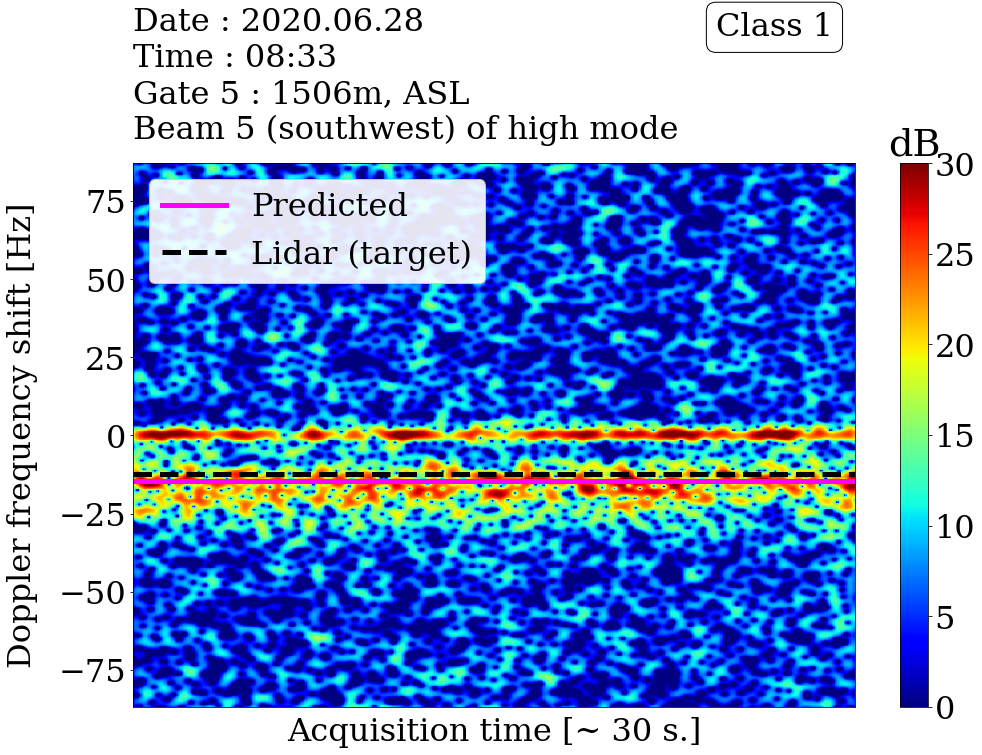 Date : 2020.06.28
Time : 08:33
Gate 5 : 1506m, ASL
Beam 5 (southwest) of high mode
Class 1
dB
Predicted
Lidar (target)
Doppler frequency shift [Hz]
75
50
25
0
−25
−50
−75
30
25
20
15
10
5
0
Acquisition time [~ 30 s.]